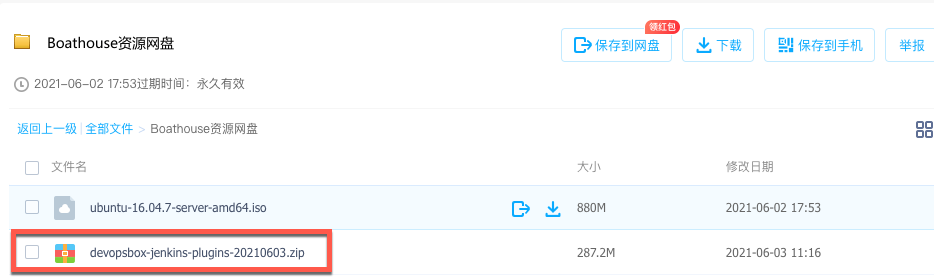 领红包
Boathouse资源网盘
保存到网盘 下载 保存到手机 举报
2021-06-02 17:53过期时间：永久有效
返回上一级 | 全部文件 > Boathouse资源网盘
文件名 大小 修改日期
ubuntu-16.04.7-server-amd64.iso 880M 2021-06-02 17:53
devopsbox-jenkins-plugins-20210603.zip 287.2M 2021-06-03 11:16